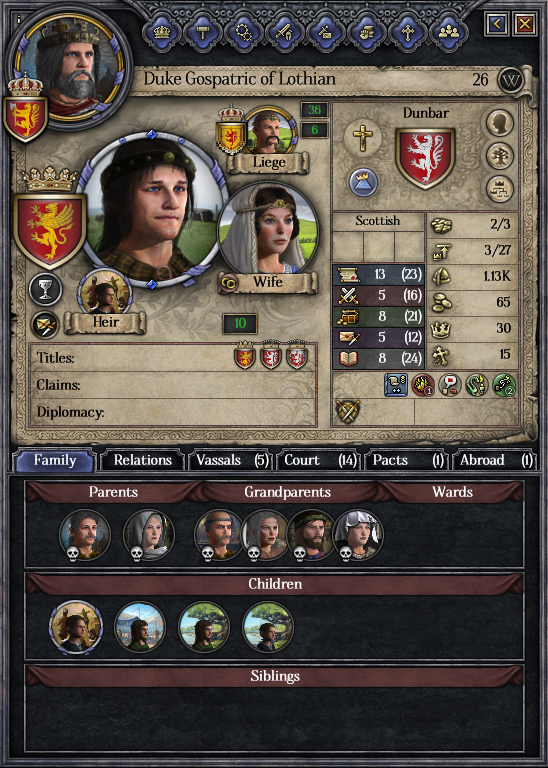 i
Duke Gospatric of Lothian 26 W
36
6
Liege
Dunbar
Wife
Heir
10
Scottish
2/3
3/27
13 (23)
1.13K
5 (16)
65
8 (21)
30
5 (12)
15
8 (24)
1
2
Titles:
Claims:
Diplomacy:
Family Relations Vassals (5) Court (14) Pacts (1) Abroad (1)
Parents Grandparents Wards
Children
Siblings